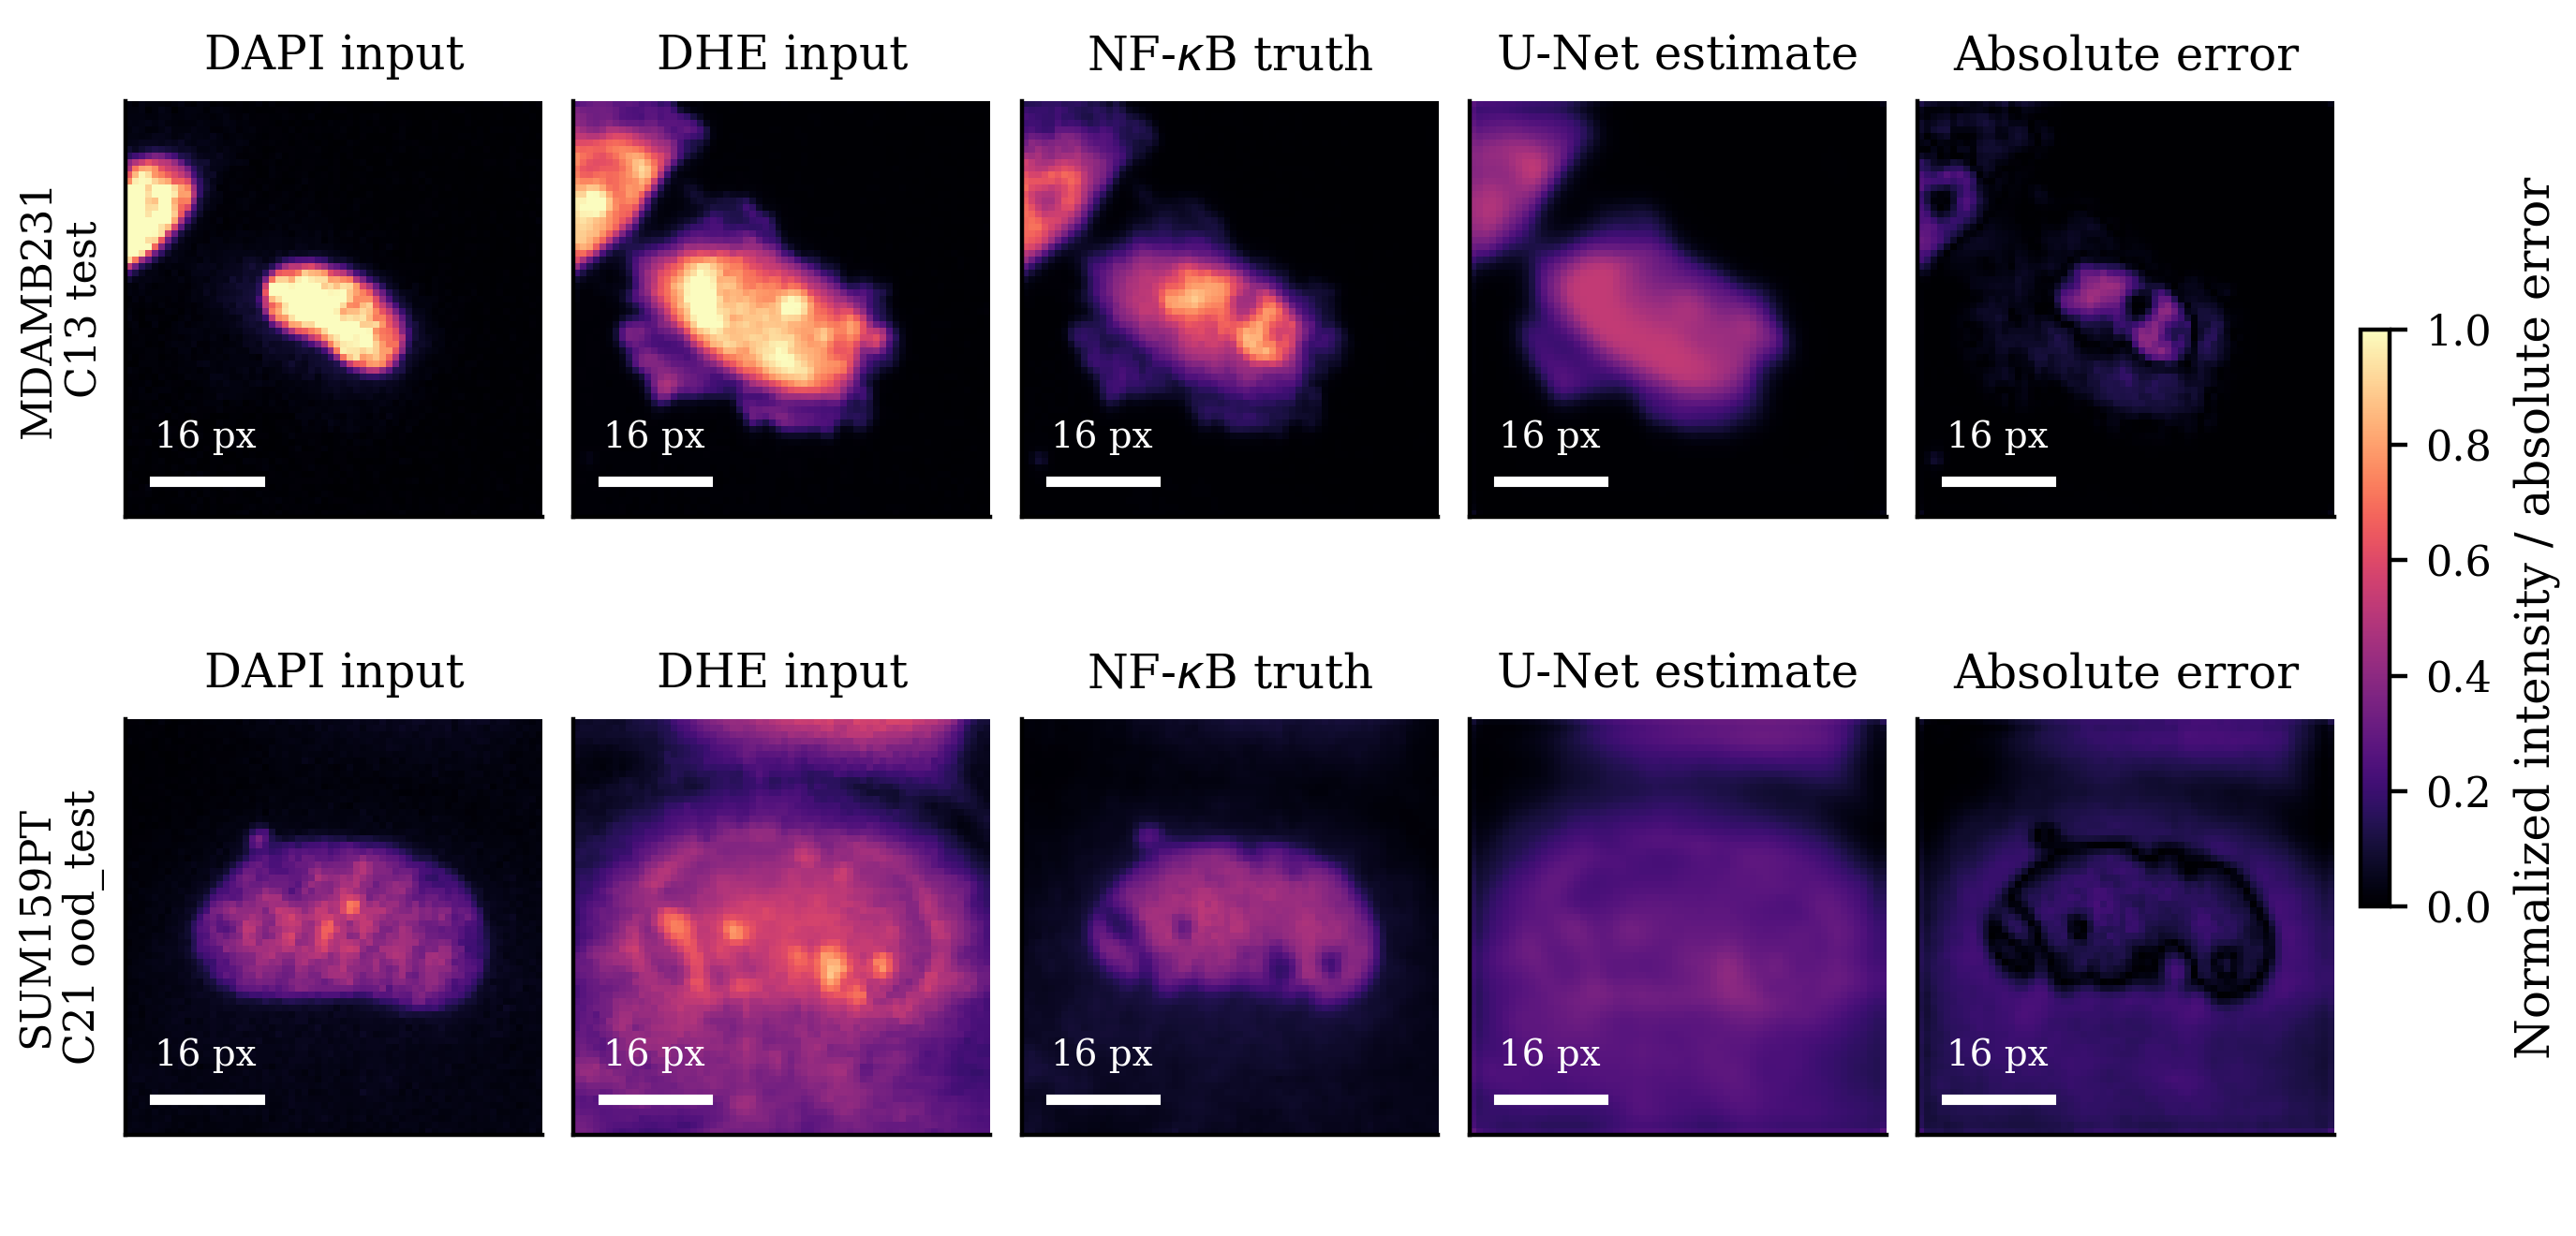 DAPI input
DHE input
NF-κB truth
U-Net estimate
Absolute error
MDAMB231
C13 test
16 px
16 px
16 px
16 px
16 px
DAPI input
DHE input
NF-κB truth
U-Net estimate
Absolute error
SUM159PT
C21 ood_test
16 px
16 px
16 px
16 px
16 px
1.0
0.8
0.6
0.4
0.2
0.0
Normalized intensity / absolute error